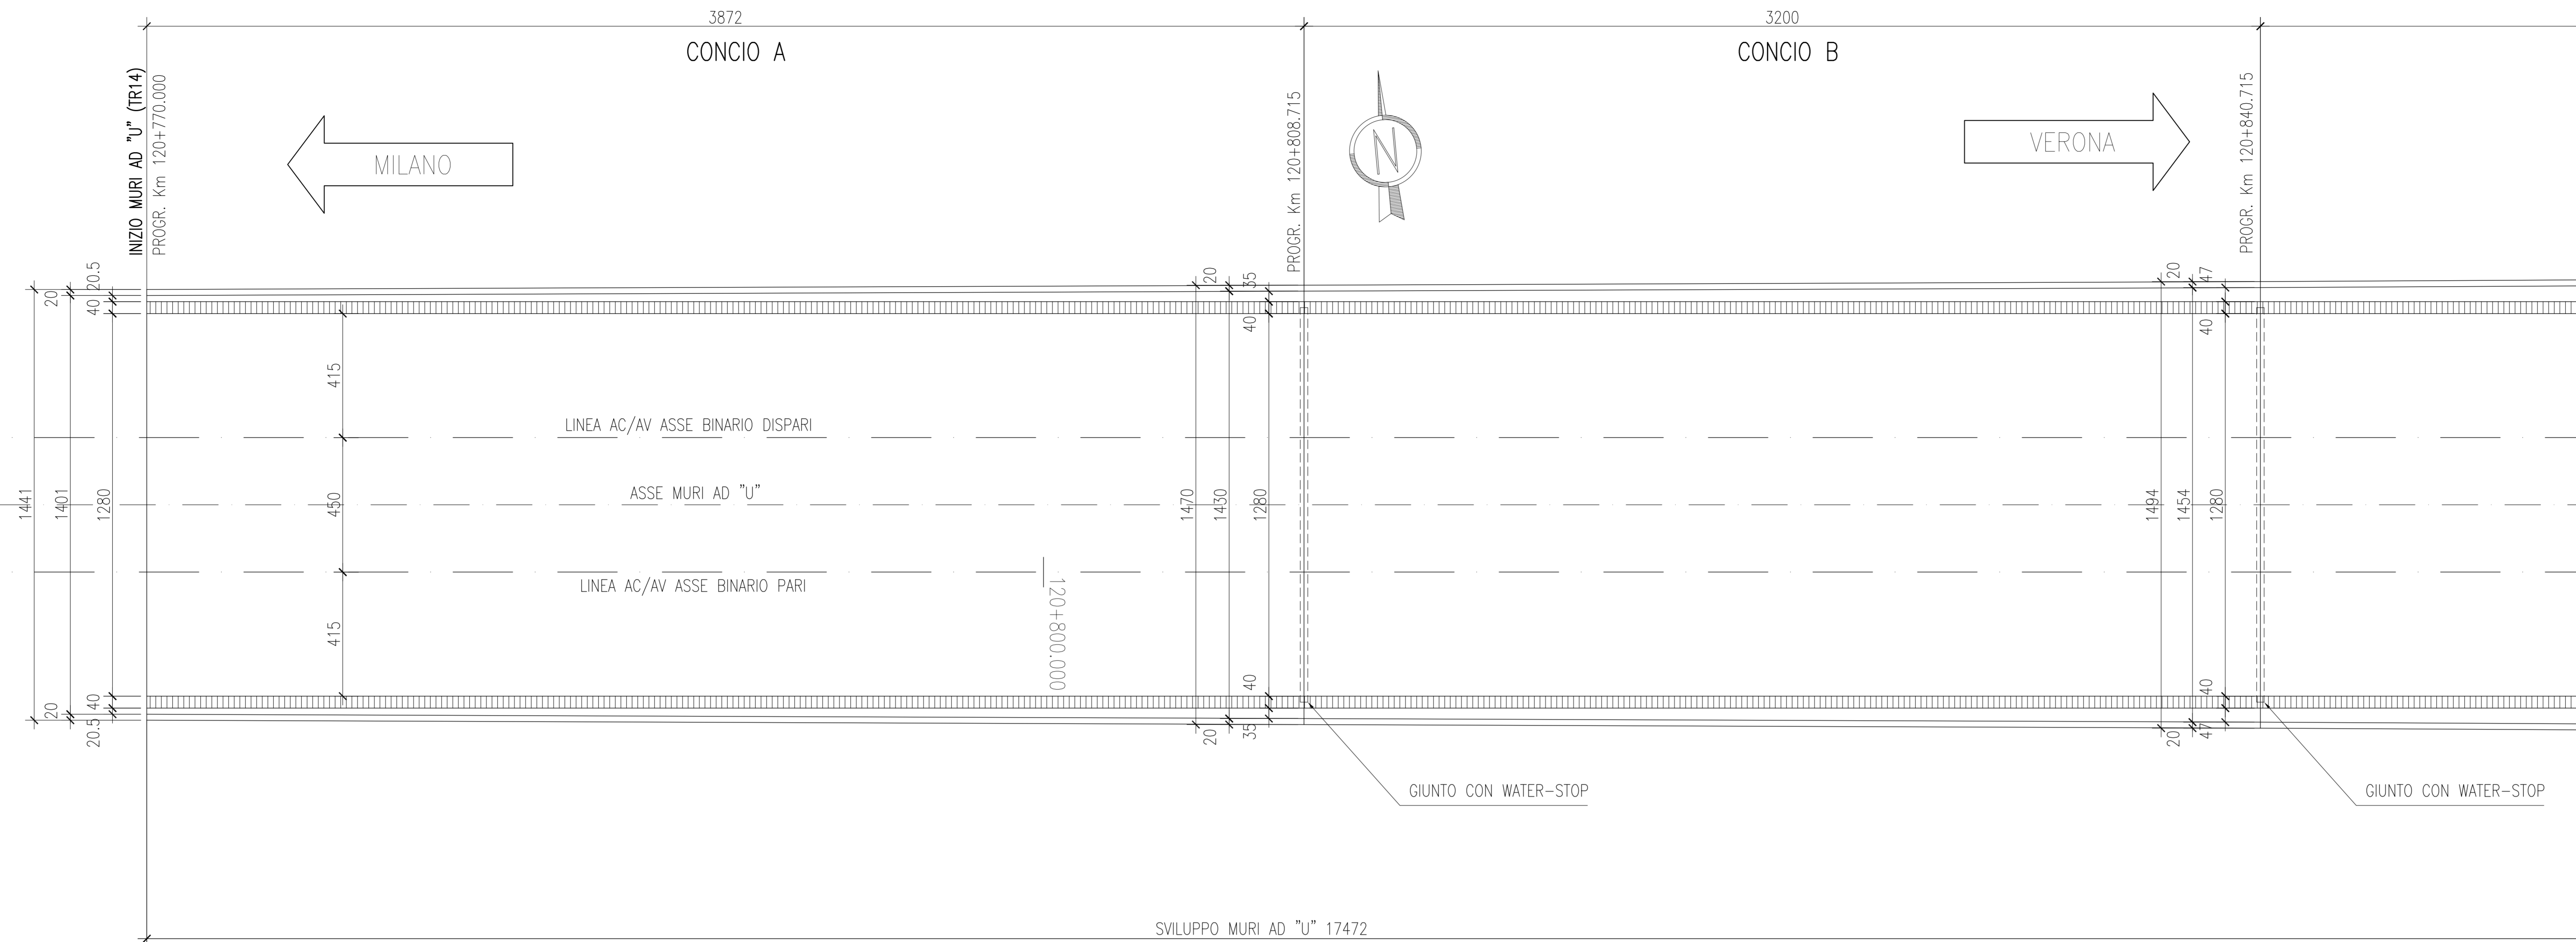 3872
3200
CONCIO A
CONCIO B
INIZIO MURI AD "U" (TR14)
PROGR. Km 120+770.000
PROGR. Km 120+808.715
PROGR. Km 120+840.715
MILANO
N
VERONA
20.5
20
40
20
35
40
20
47
40
415
LINEA AC/AV ASSE BINARIO DISPARI
ASSE MURI AD "U"
1441
1401
1280
450
1470
1430
1280
1494
1454
1280
LINEA AC/AV ASSE BINARIO PARI
120+800.000
415
40
20
20.5
40
35
20
40
47
20
GIUNTO CON WATER-STOP
GIUNTO CON WATER-STOP
SVILUPPO MURI AD "U" 17472